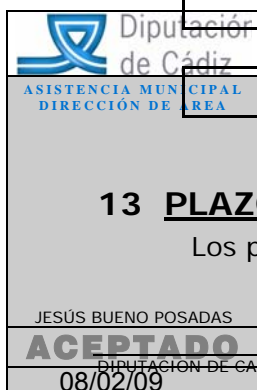 Diputación
de Cádiz
ASISTENCIA MUNICIPAL
DIRECCIÓN DE AREA
13 PLAZ
Los p
JESÚS BUENO POSADAS
ACEPTADO
DIPUTACION DE CA
08/02/09